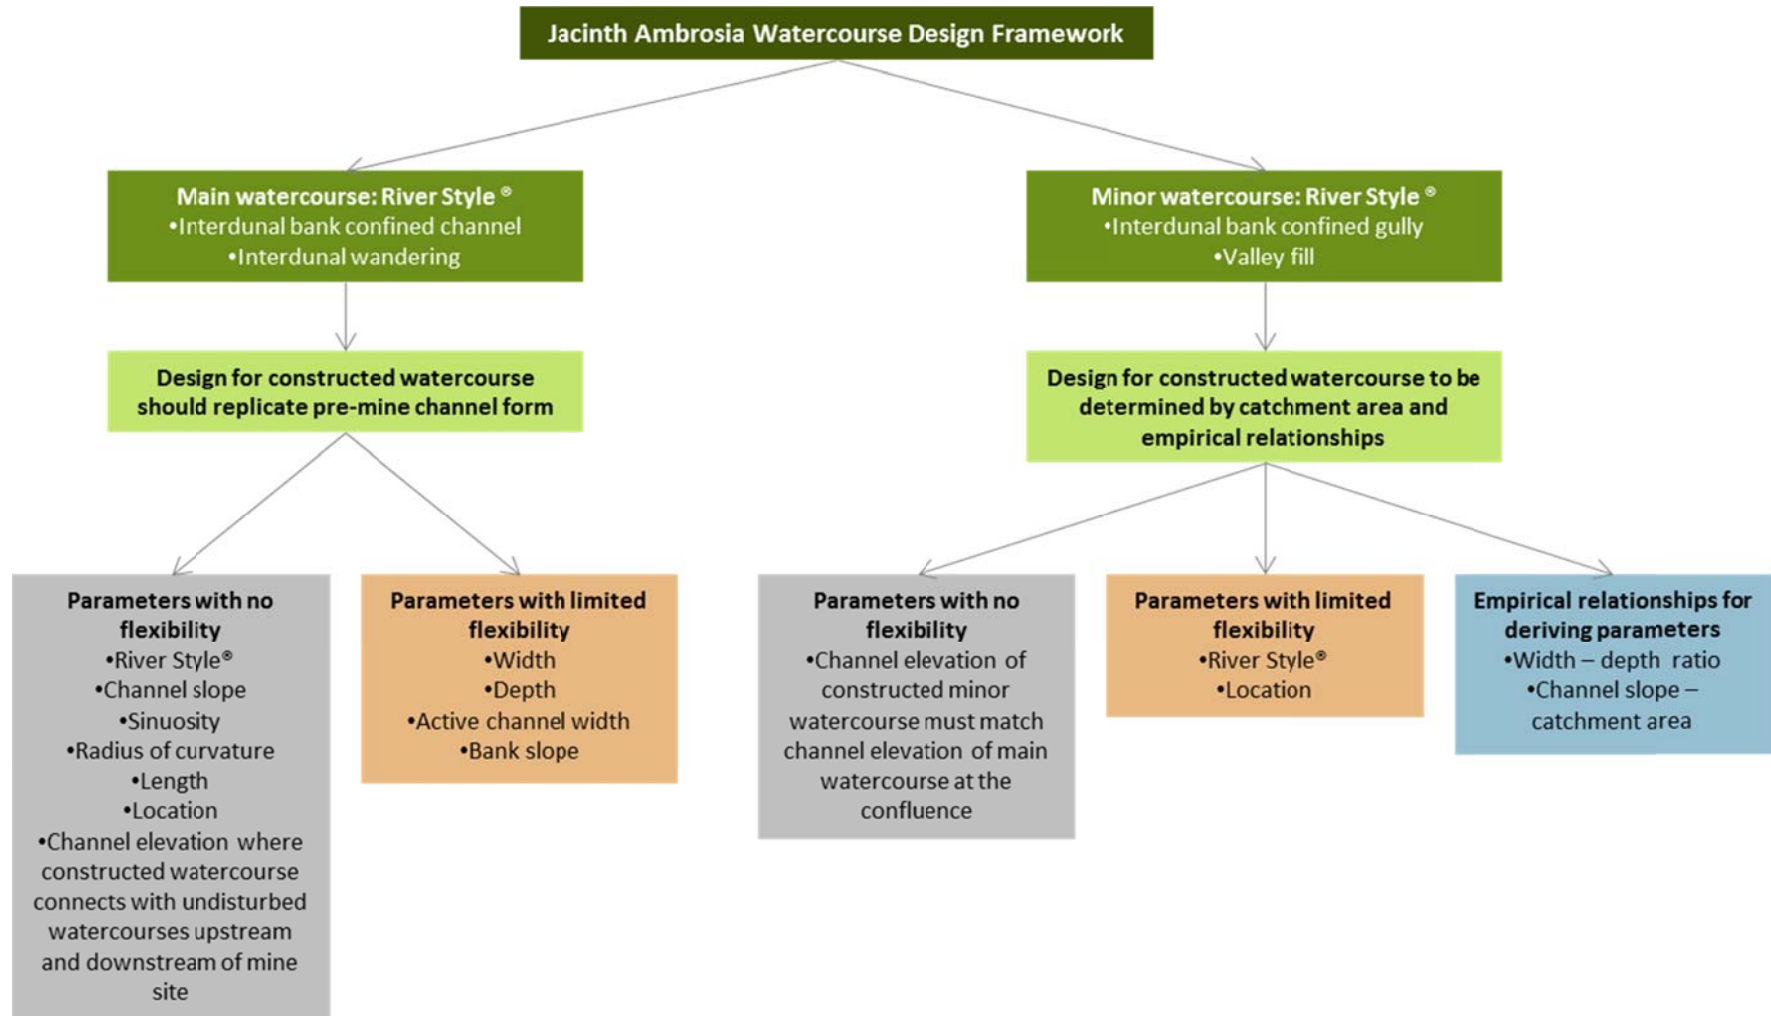 Jacinth Ambrosia Watercourse Design Framework
Main watercourse: River Style ®
•Interdunal bank confined channel
•Interdunal wandering
Minor watercourse: River Style ®
•Interdunal bank confined gully
•Valley fill
Design for constructed watercourse
should replicate pre-mine channel form
Design for constructed watercourse to be
determined by catchment area and
empirical relationships
Parameters with no
flexibility
•River Style®
•Channel slope
•Sinuosity
•Radius of curvature
•Length
•Location
•Channel elevation where
constructed watercourse
connects with undisturbed
watercourses upstream
and downstream of mine
site
Parameters with limited
flexibility
•Width
•Depth
•Active channel width
•Bank slope
Parameters with no
flexibility
•Channel elevation of
constructed minor
watercourse must match
channel elevation of main
watercourse at the
confluence
Parameters with limited
flexibility
•River Style®
•Location
Empirical relationships for
deriving parameters
•Width – depth ratio
•Channel slope –
catchment area